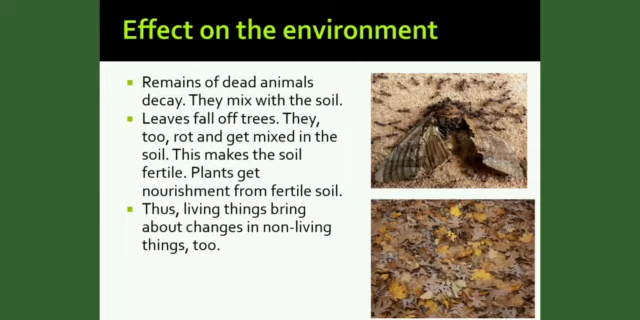 Effect on the environment
Remains of dead animals
decay. They mix with the soil.
Leaves fall off trees. They,
too, rot and get mixed in the
soil. This makes the soil
fertile. Plants get
nourishment from fertile soil.
Thus, living things bring
about changes in non-living
things, too.